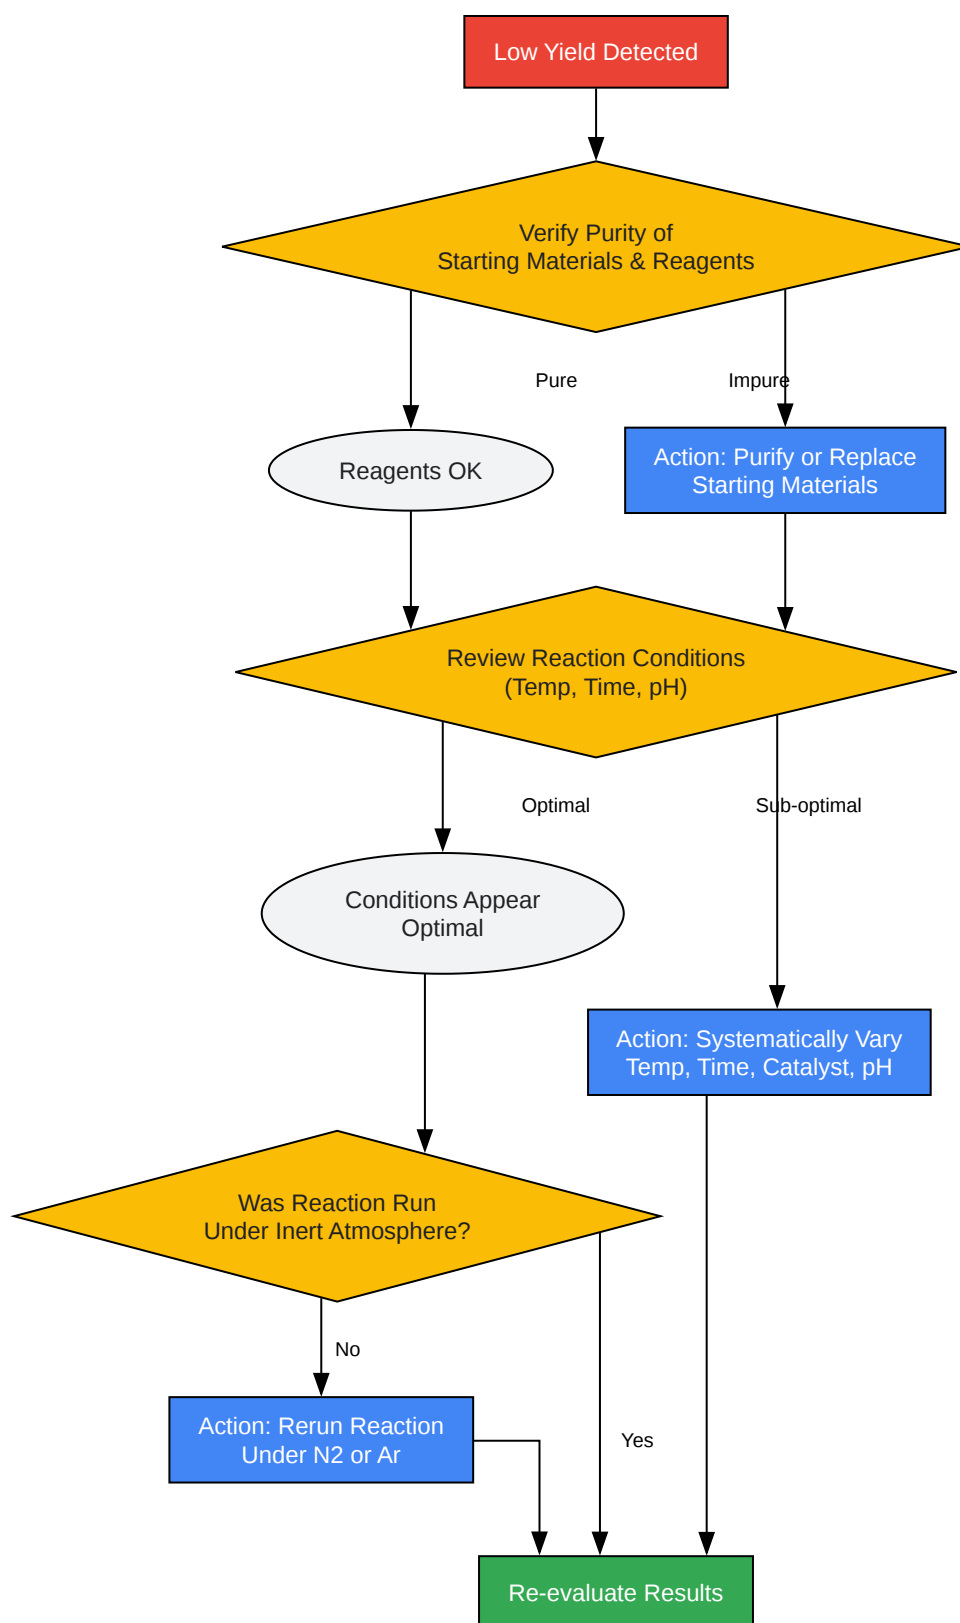 Low Yield Detected
Verify Purity of
Starting Materials & Reagents
Pure
Impure
Reagents OK
Action: Purify or Replace
Starting Materials
Review Reaction Conditions
(Temp, Time, pH)
Optimal
Sub-optimal
Conditions Appear
Optimal
Action: Systematically Vary
Temp, Time, Catalyst, pH
Was Reaction Run
Under Inert Atmosphere?
No
Action: Rerun Reaction
Under N2 or Ar
Yes
Re-evaluate Results